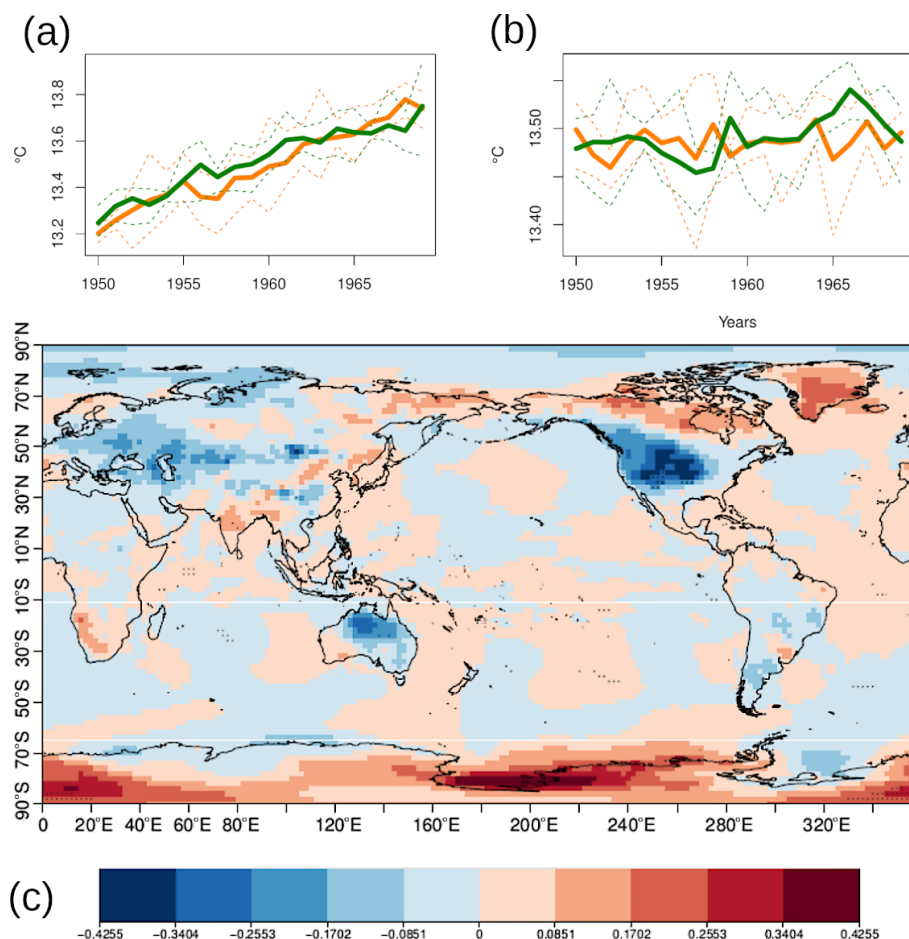 (a)
(b)
°C
13.8
13.6
13.4
13.2
1950
1955
1960
1965
°C
13.50
13.40
1950
1955
1960
1965
Years
90°N
70°N
50°N
30°N
10°N
10°S
30°S
50°S
70°S
90°S
0 20°E 40°E 60°E 80°E 120°E 160°E 200°E 240°E 280°E 320°E
(c)
−0.4255 −0.3404 −0.2553 −0.1702 −0.0851 0 0.0851 0.1702 0.2553 0.3404 0.4255